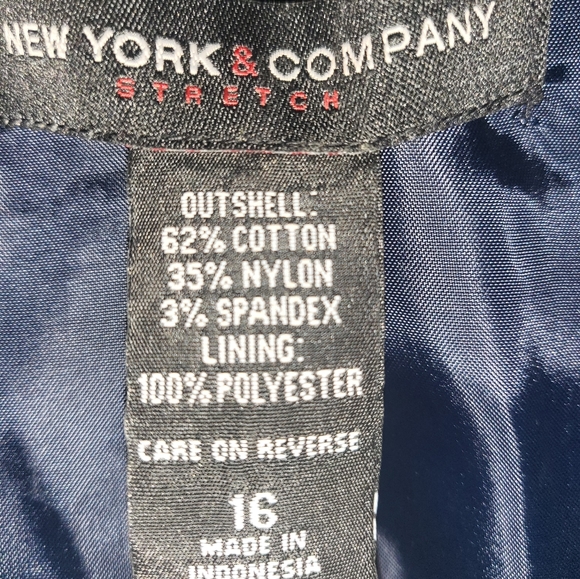 NEW YORK & COMPANY
STRETCH
OUTSHELL:
62% COTTON
35% NYLON
3% SPANDEX
LINING:
100% POLYESTER
CARE ON REVERSE
16
MADE IN
INDONESIA